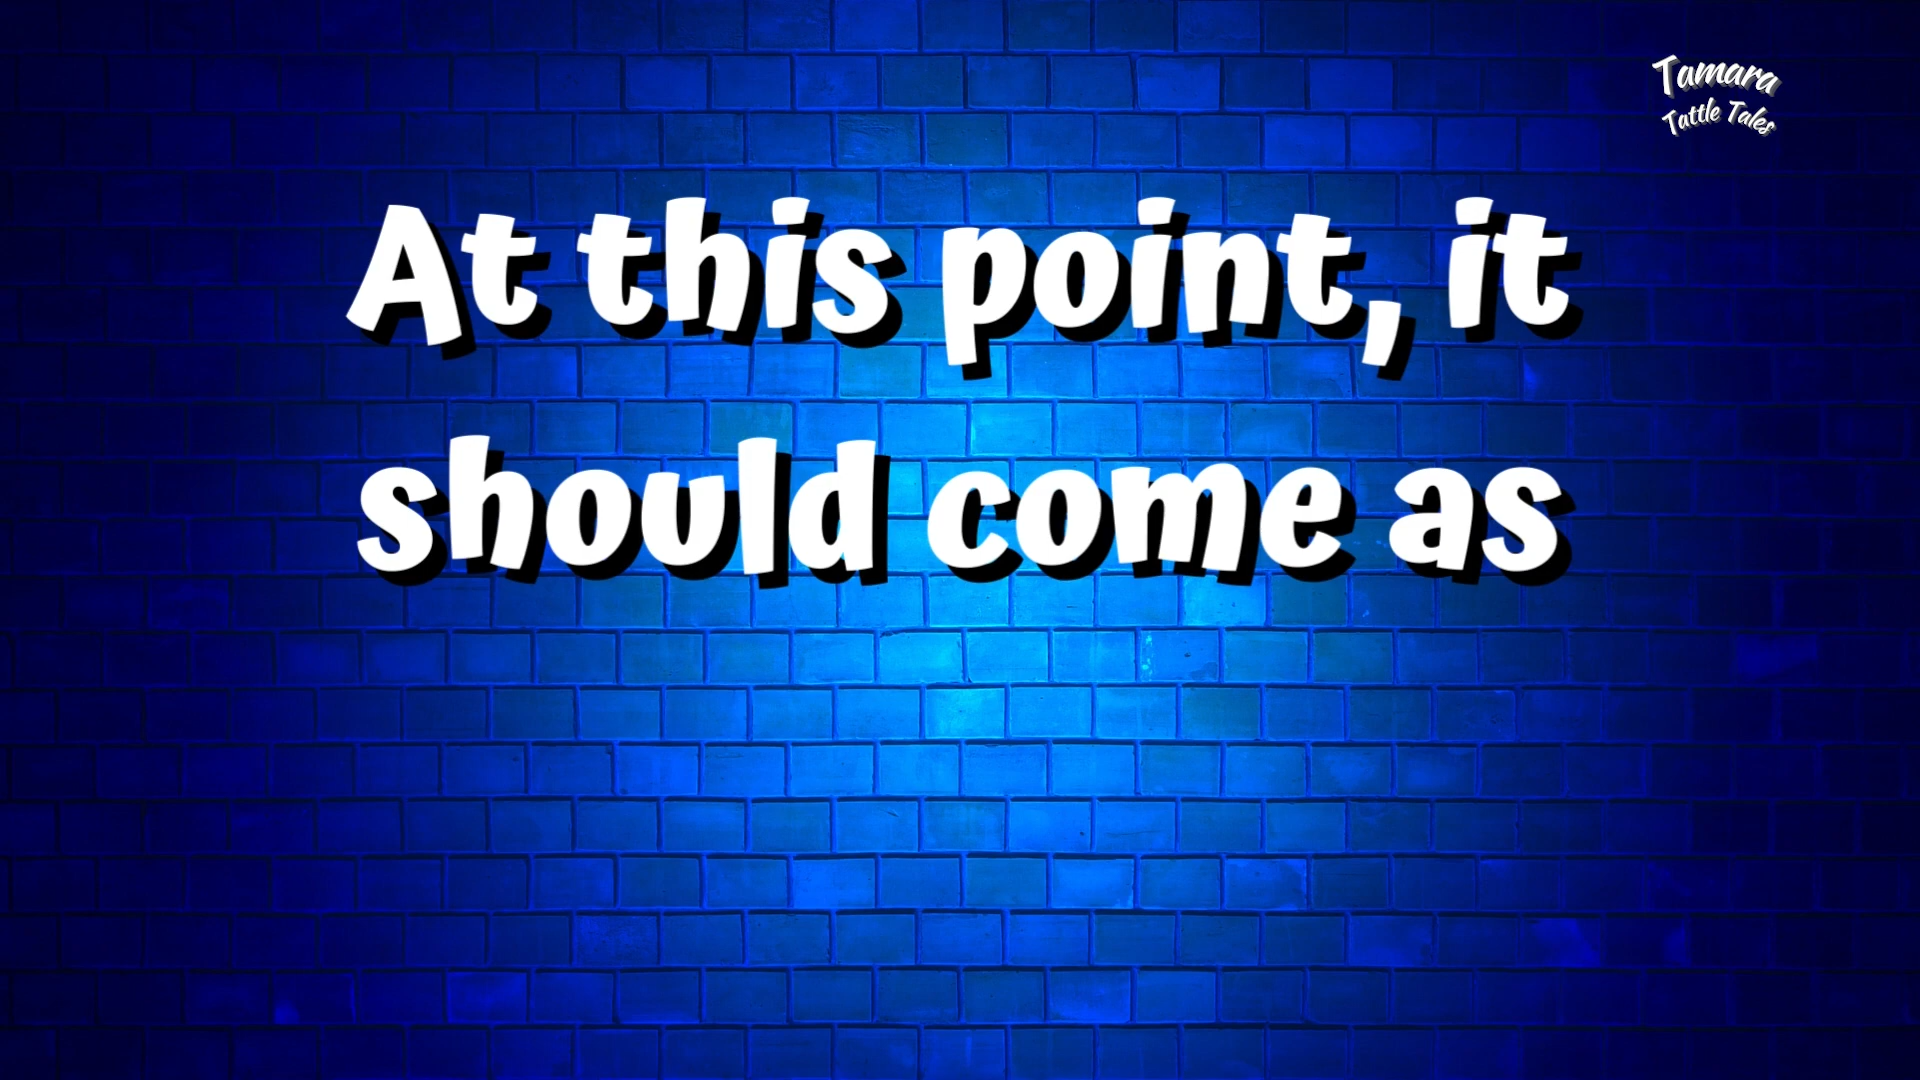 Tamara
Tattle Tales
At this point, it
should come as